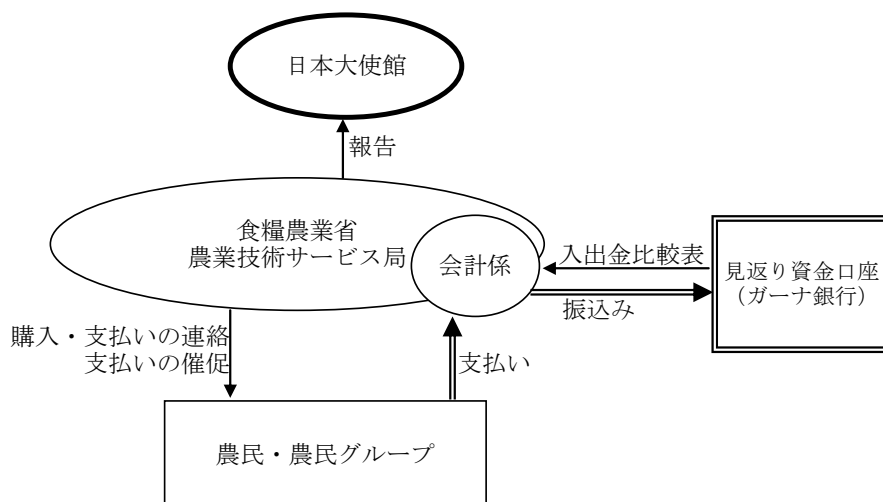 日本大使館
報告
食糧農業省
農業技術サービス局
会計係
入出金比較表
見返り資金口座
（ガーナ銀行）
振込み
購入・支払いの連絡
支払いの催促
支払い
農民・農民グループ